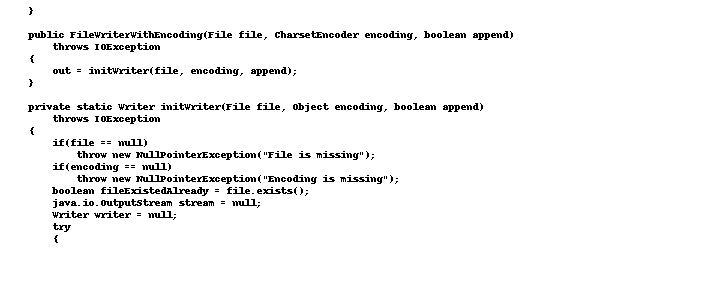 }
public FileWriterWithEncoding(File file, CharsetEncoder encoding, boolean append)
throws IOException
{
out = initWriter(file, encoding, append);
}
private static Writer initWriter(File file, Object encoding, boolean append)
throws IOException
{
if(file == null)
throw new NullPointerException("File is missing");
if(encoding == null)
throw new NullPointerException("Encoding is missing");
boolean fileExistedAlready = file.exists();
java.io.OutputStream stream = null;
Writer writer = null;
try
{